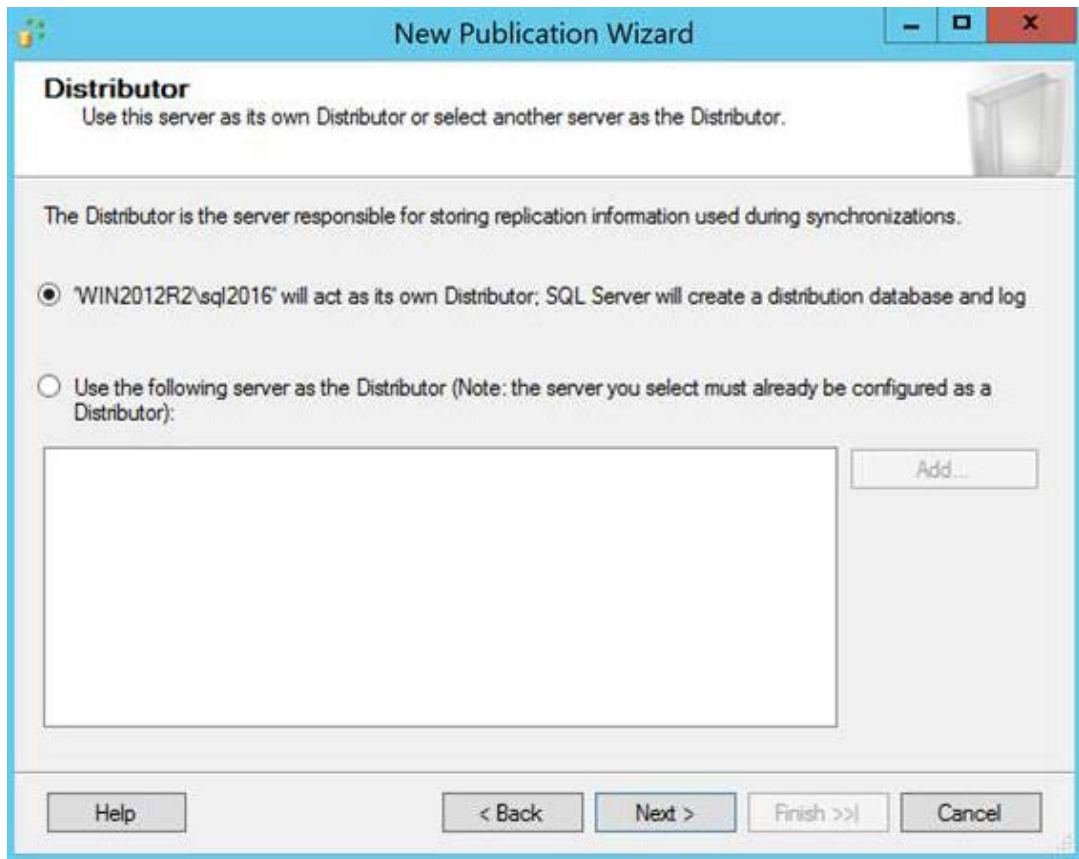 New Publication Wizard
Distributor
Use this server as its own Distributor or select another server as the Distributor.
The Distributor is the server responsible for storing replication information used during synchronizations.
'WIN2012R2\sql2016' will act as its own Distributor; SQL Server will create a distribution database and log
Use the following server as the Distributor (Note: the server you select must already be configured as a
Distributor):
Add...
Help
< Back
Next >
Finish >>|
Cancel